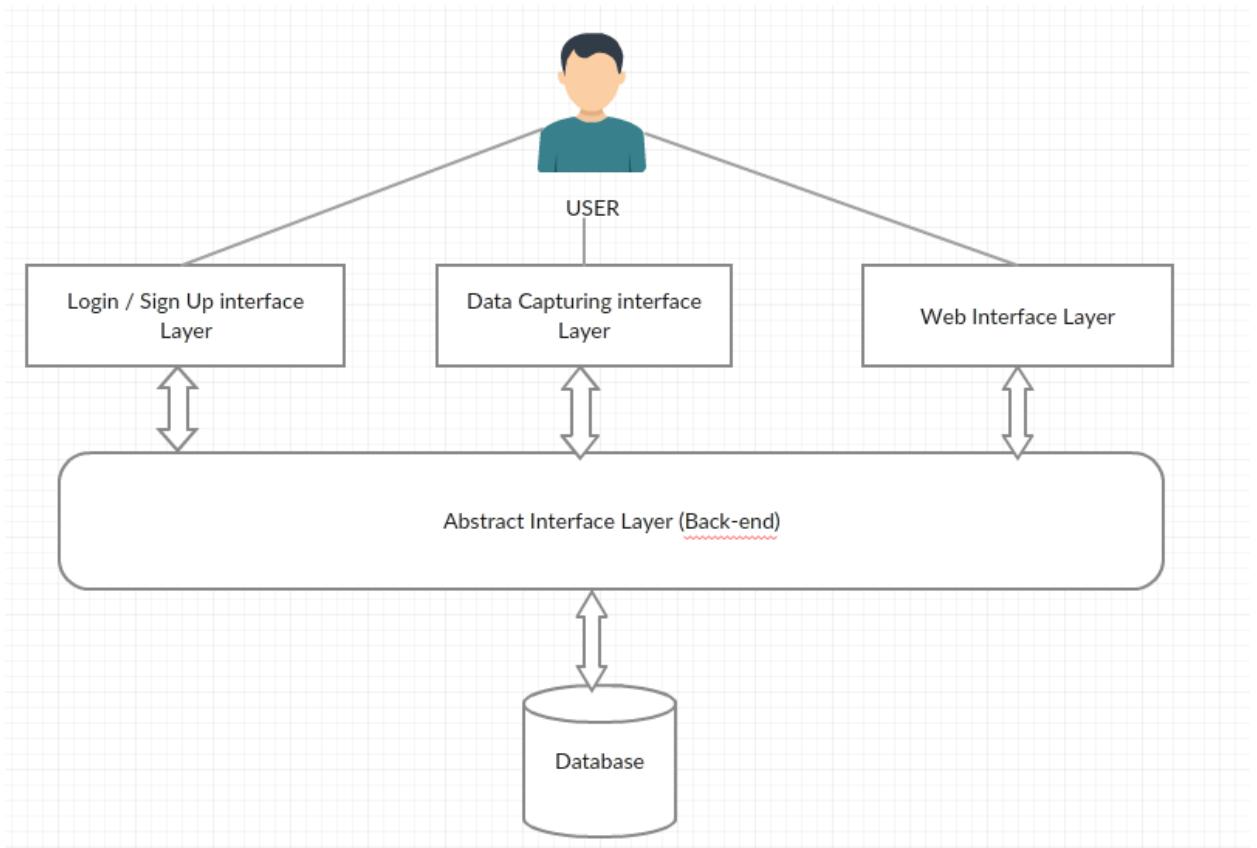 USER
Login / Sign Up interface
Layer
Data Capturing interface
Layer
Web Interface Layer
Abstract Interface Layer (Back-end)
Database